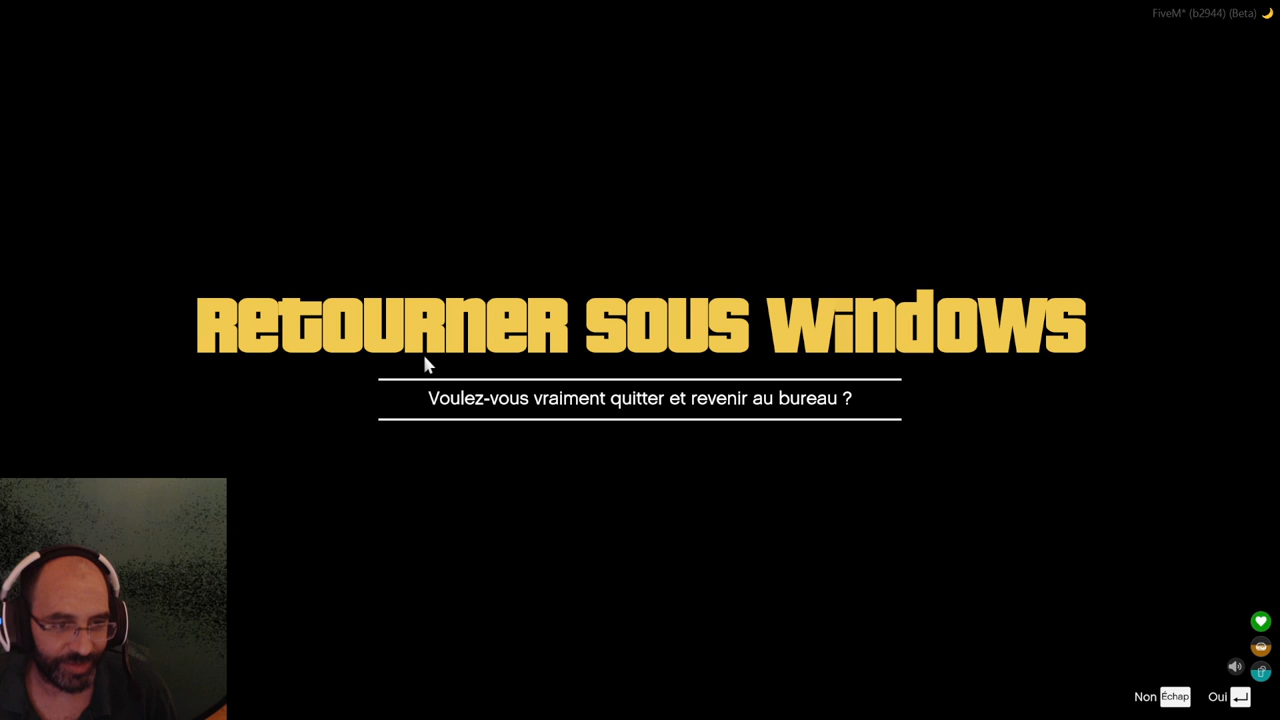 FiveM* (b2944) (Beta)
Retourner sous Windows
Voulez-vous vraiment quitter et revenir au bureau ?
Non Échap Oui